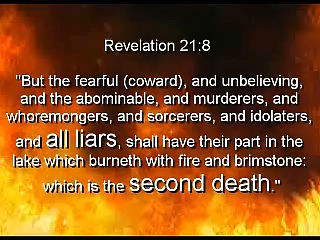 Revelation 21:8
"But the fearful (coward), and unbelieving,
and the abominable, and murderers, and
whoremongers, and sorcerers, and idolaters,
and all liars, shall have their part in the
lake which burneth with fire and brimstone:
which is the second death."